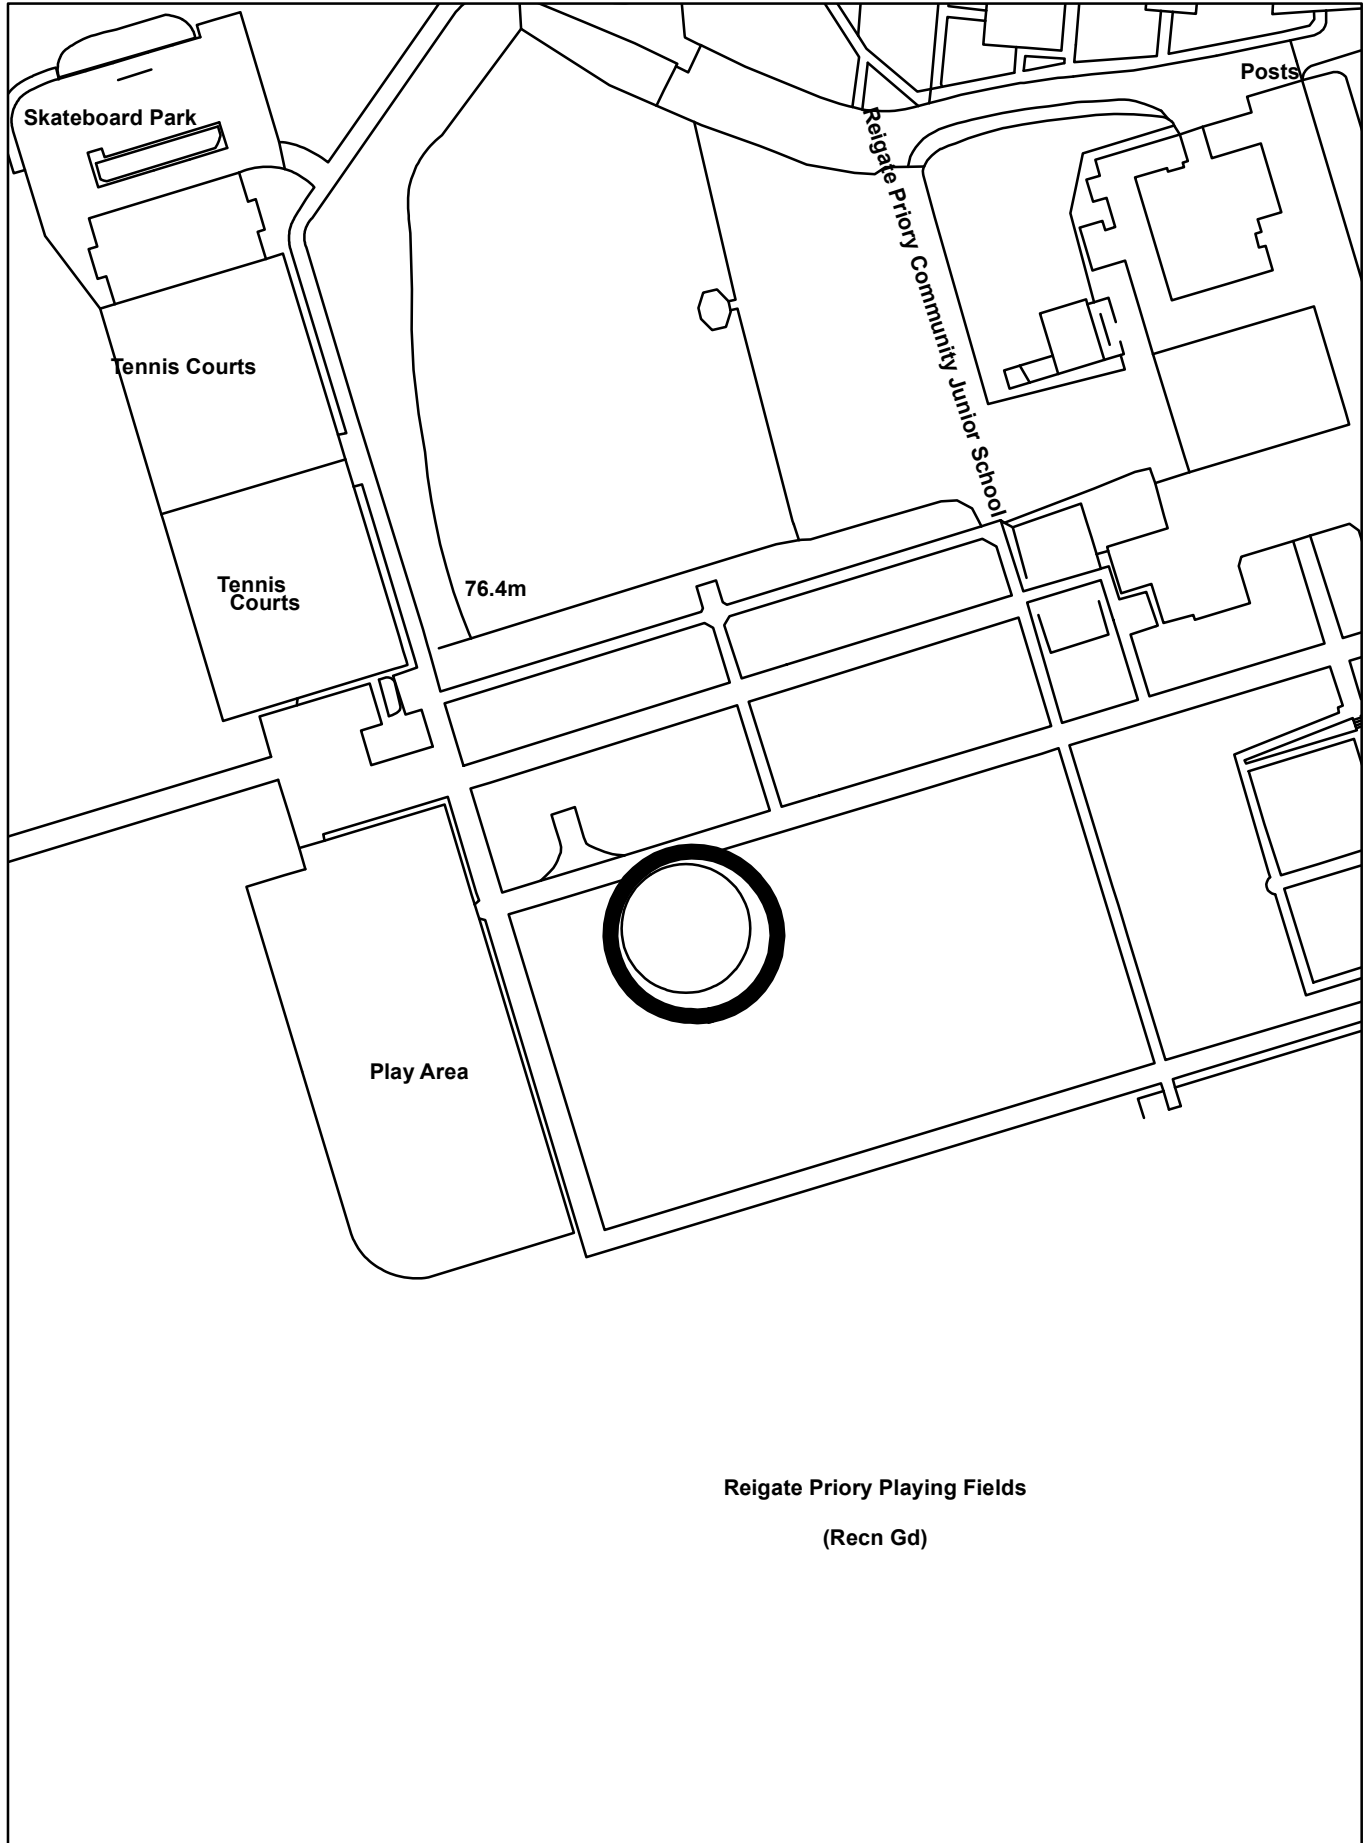 Posts
Skateboard Park
Reigate Priory Community Junior School
Tennis Courts
Tennis
Courts
76.4m
Play Area
Reigate Priory Playing Fields
(Recn Gd)